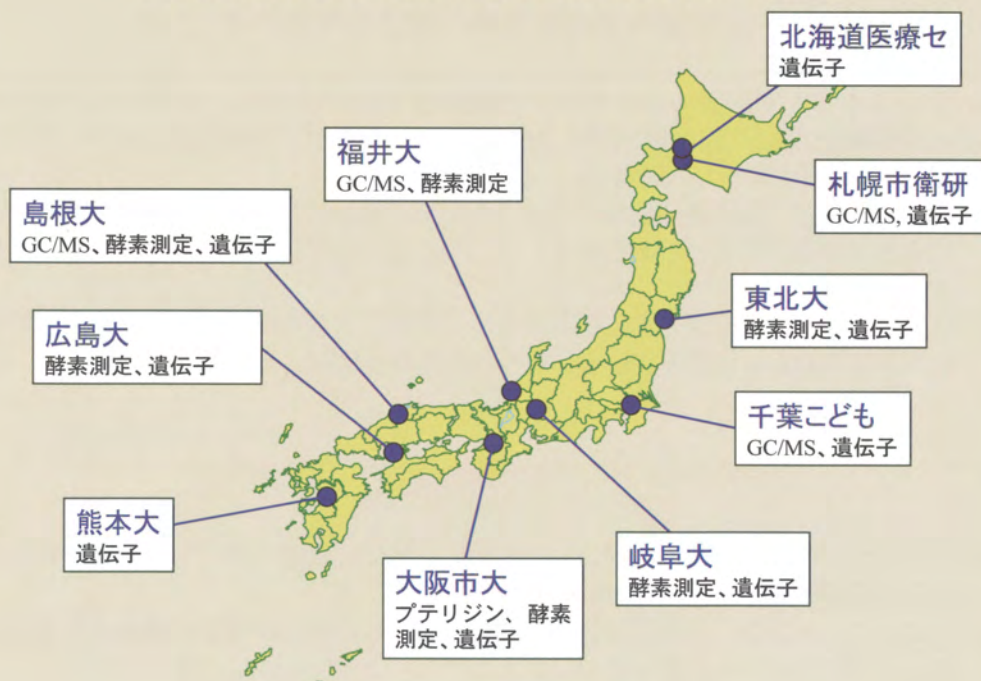 北海道医療セ
遺伝子
福井大
GC/MS、酵素測定
札幌市衛研
GC/MS, 遺伝子
島根大
GC/MS、酵素測定、遺伝子
東北大
酵素測定、遺伝子
広島大
酵素測定、遺伝子
千葉こども
GC/MS、遺伝子
熊本大
遺伝子
大阪市大
プテリジン、酵素
測定、遺伝子
岐阜大
酵素測定、遺伝子